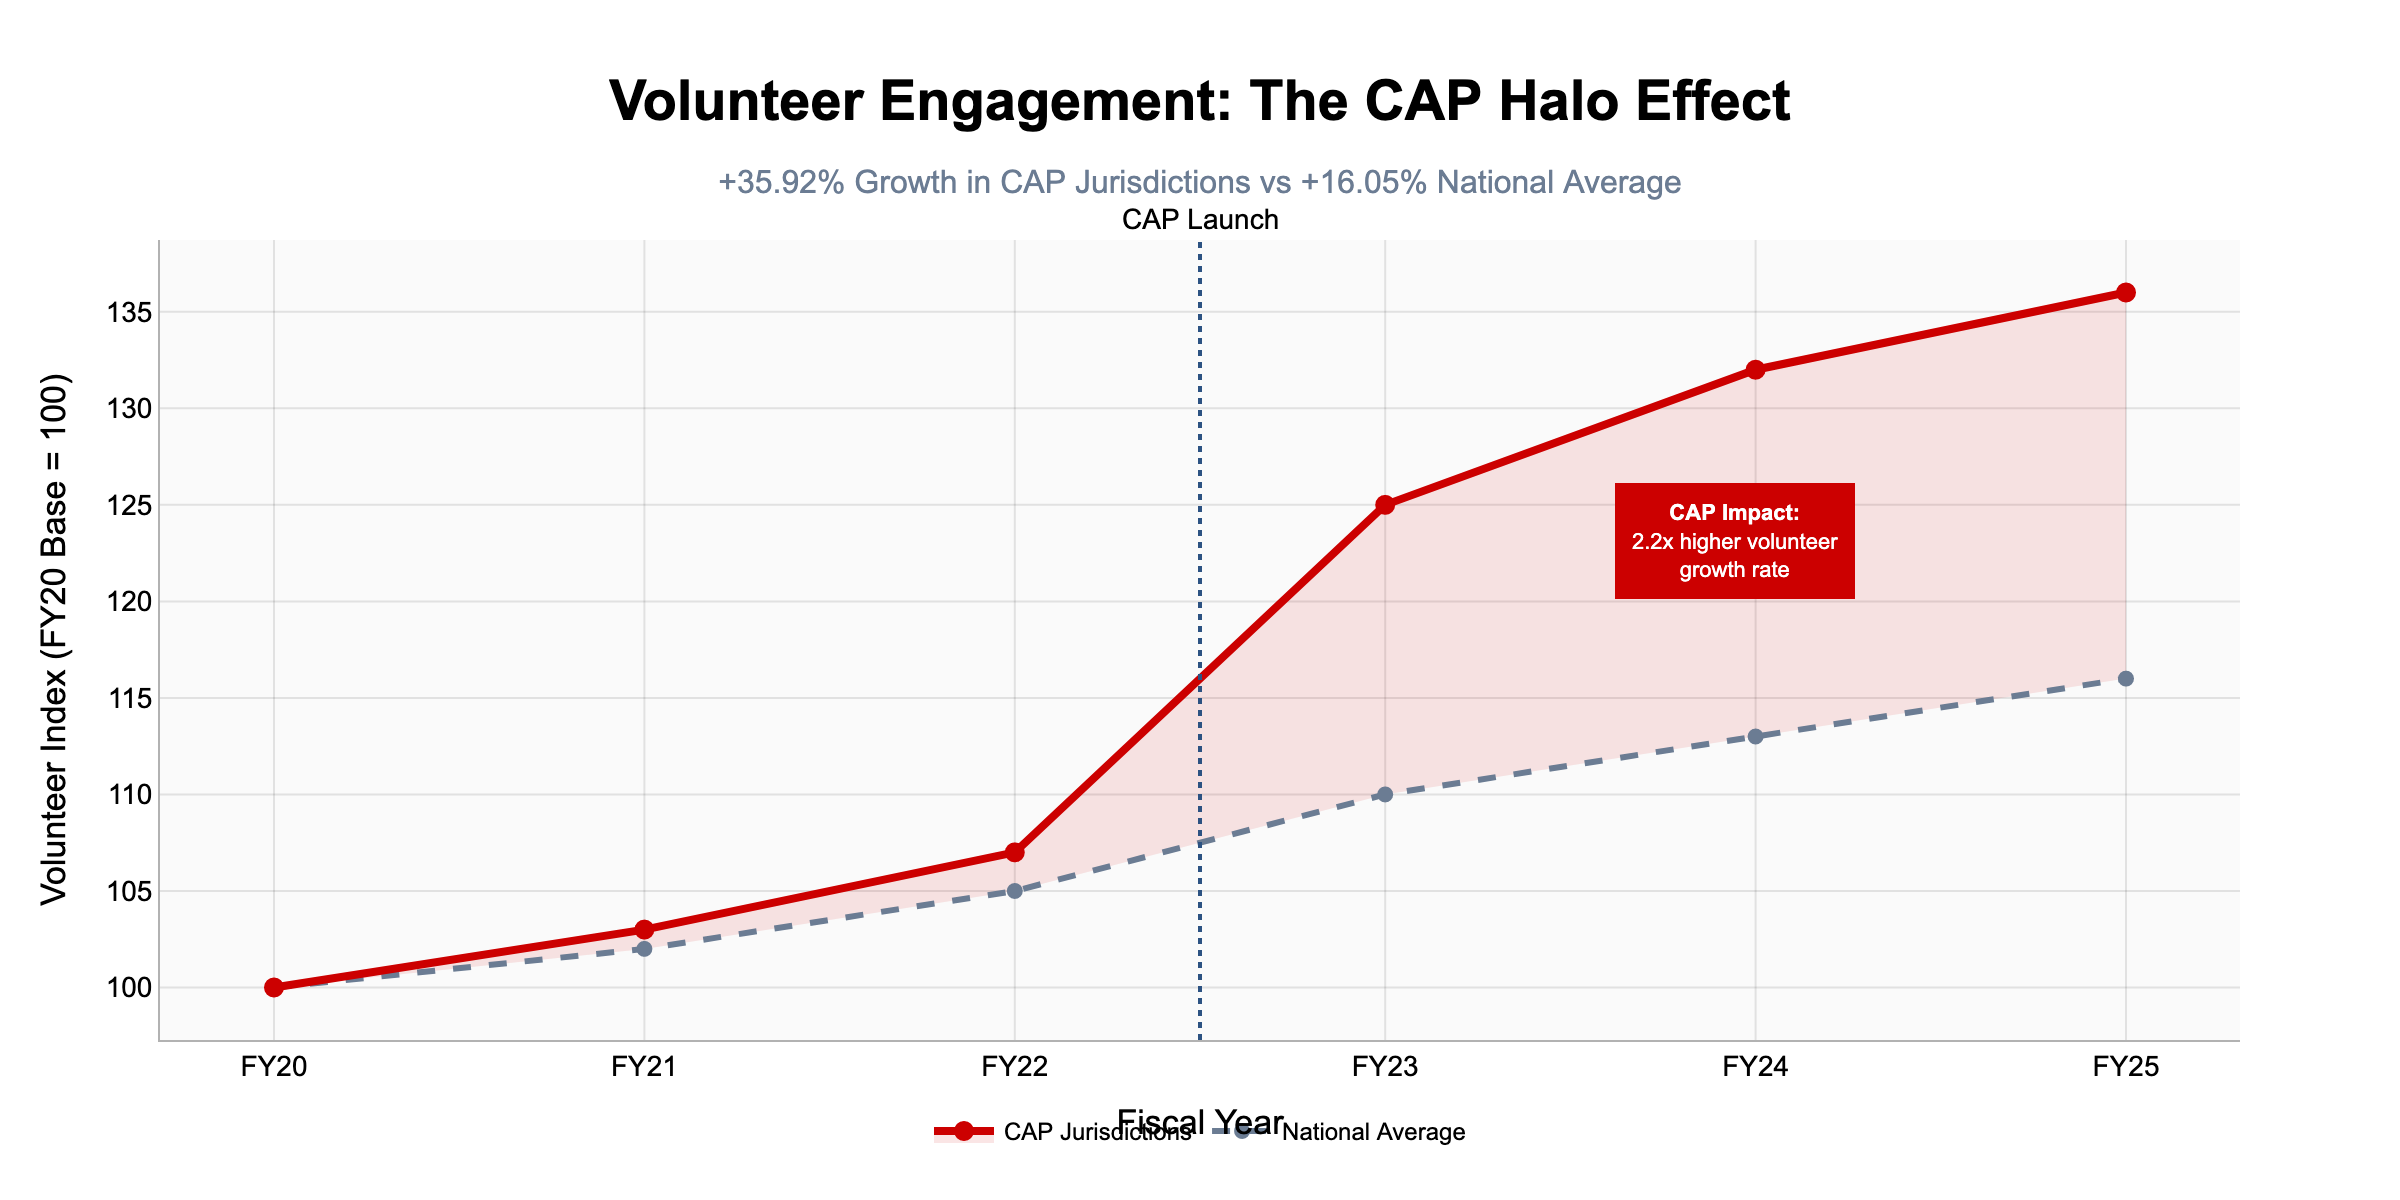 Volunteer Engagement: The CAP Halo Effect
+35.92% Growth in CAP Jurisdictions vs +16.05% National Average
CAP Launch
Volunteer Index (FY20 Base = 100)
135
130
125
120
115
110
105
100
CAP Impact:
2.2x higher volunteer
growth rate
FY20 FY21 FY22 FY23 FY24 FY25
Fiscal Year
CAP Jurisdictions National Average